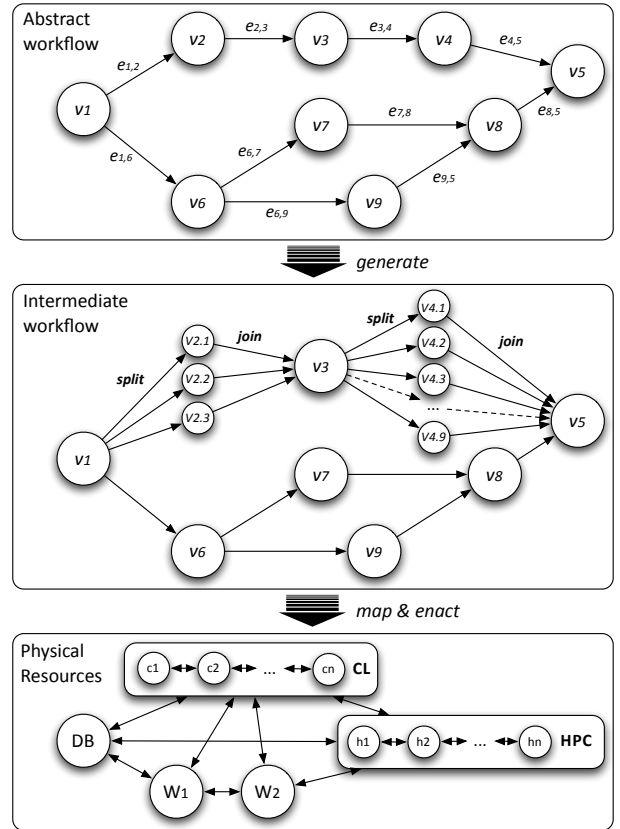 Abstract
workflow
v1
v2
v3
v4
v5
v6
v7
v8
v9
e1,2
e2,3
e3,4
e4,5
e1,6
e6,7
e7,8
e8,5
e6,9
e9,5
generate
Intermediate
workflow
split
join
split
join
v1
V2.1
V2.2
V2.3
v3
V4.1
V4.2
V4.3
...
V4.9
v5
v6
v7
v8
v9
map & enact
Physical
Resources
c1
c2
...
cn
CL
DB
h1
h2
...
hn
HPC
W1
W2